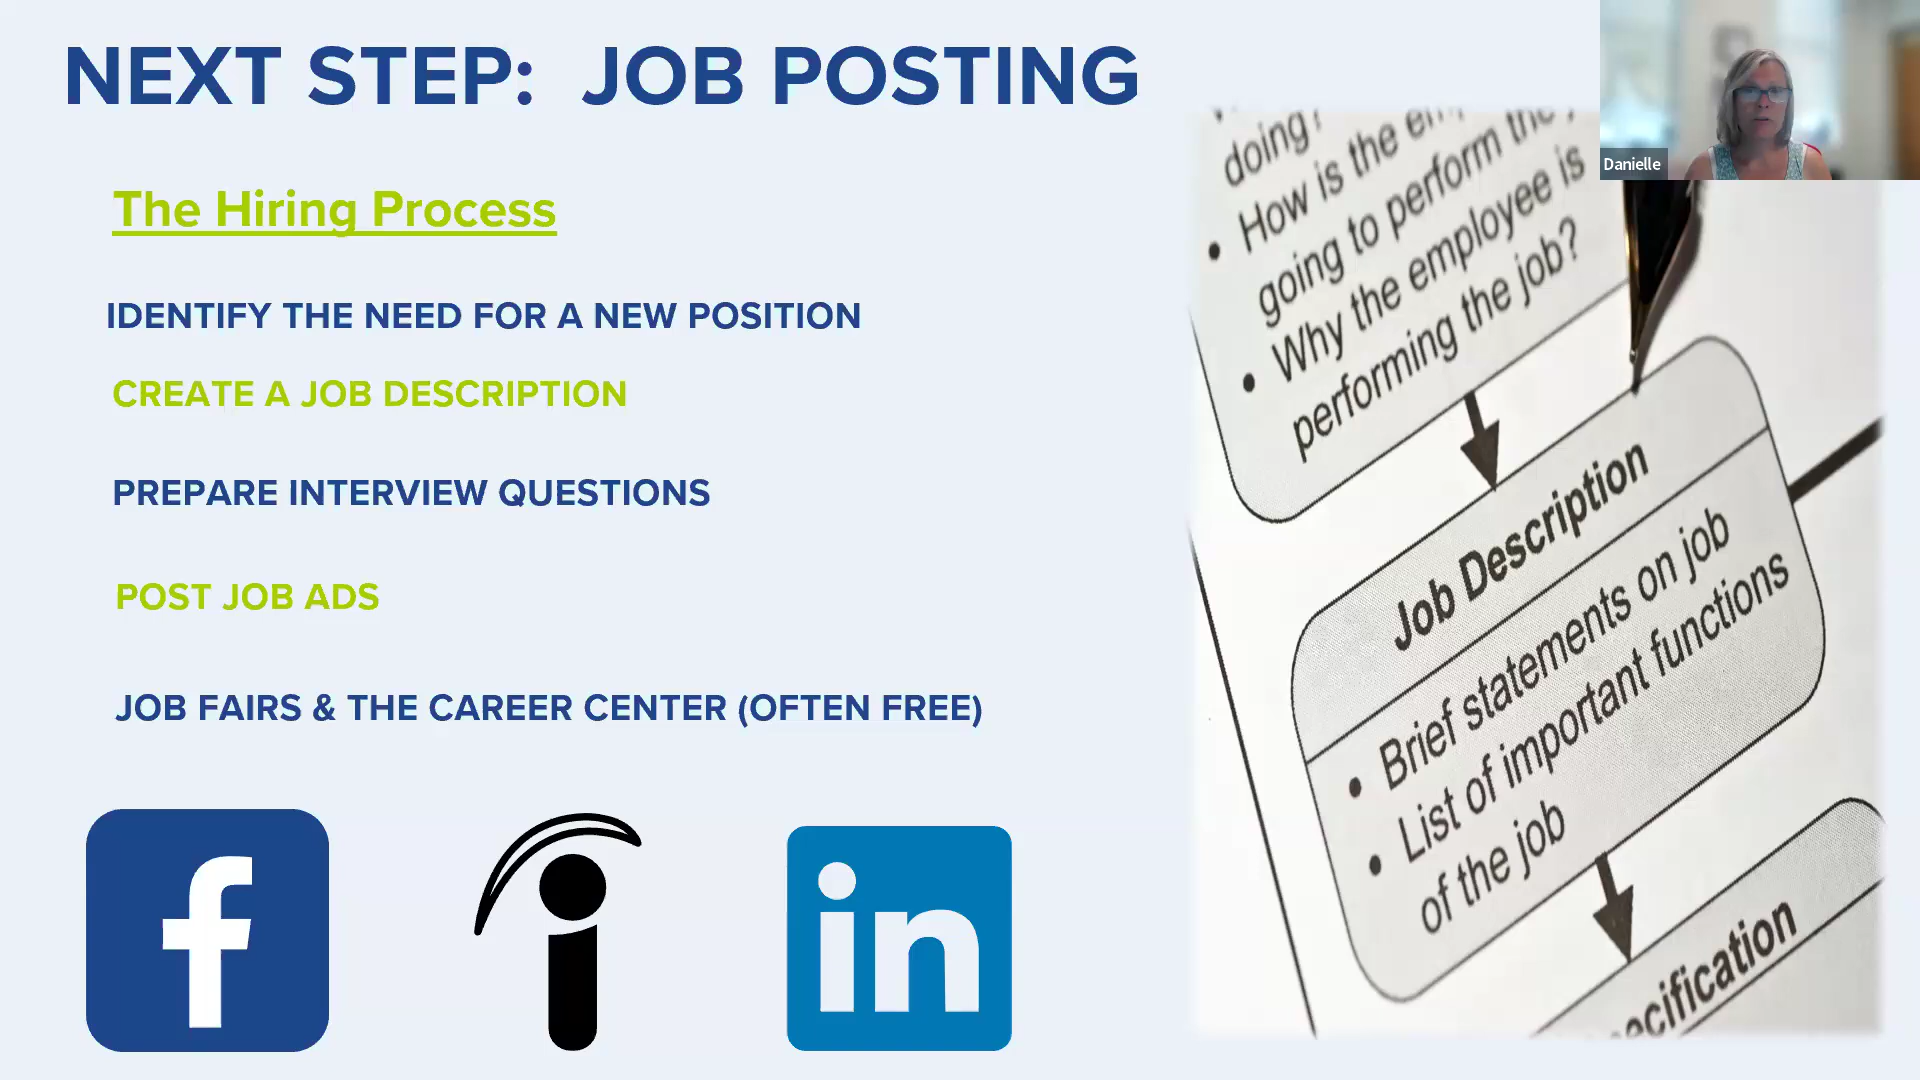 NEXT STEP: JOB POSTING
Danielle
The Hiring Process
IDENTIFY THE NEED FOR A NEW POSITION
CREATE A JOB DESCRIPTION
PREPARE INTERVIEW QUESTIONS
POST JOB ADS
JOB FAIRS & THE CAREER CENTER (OFTEN FREE)
f
i
in
doing?
• How is the
going to perform the
• Why the employee is
performing the job?
Job Description
• Brief statements on job
• List of important functions
of the job